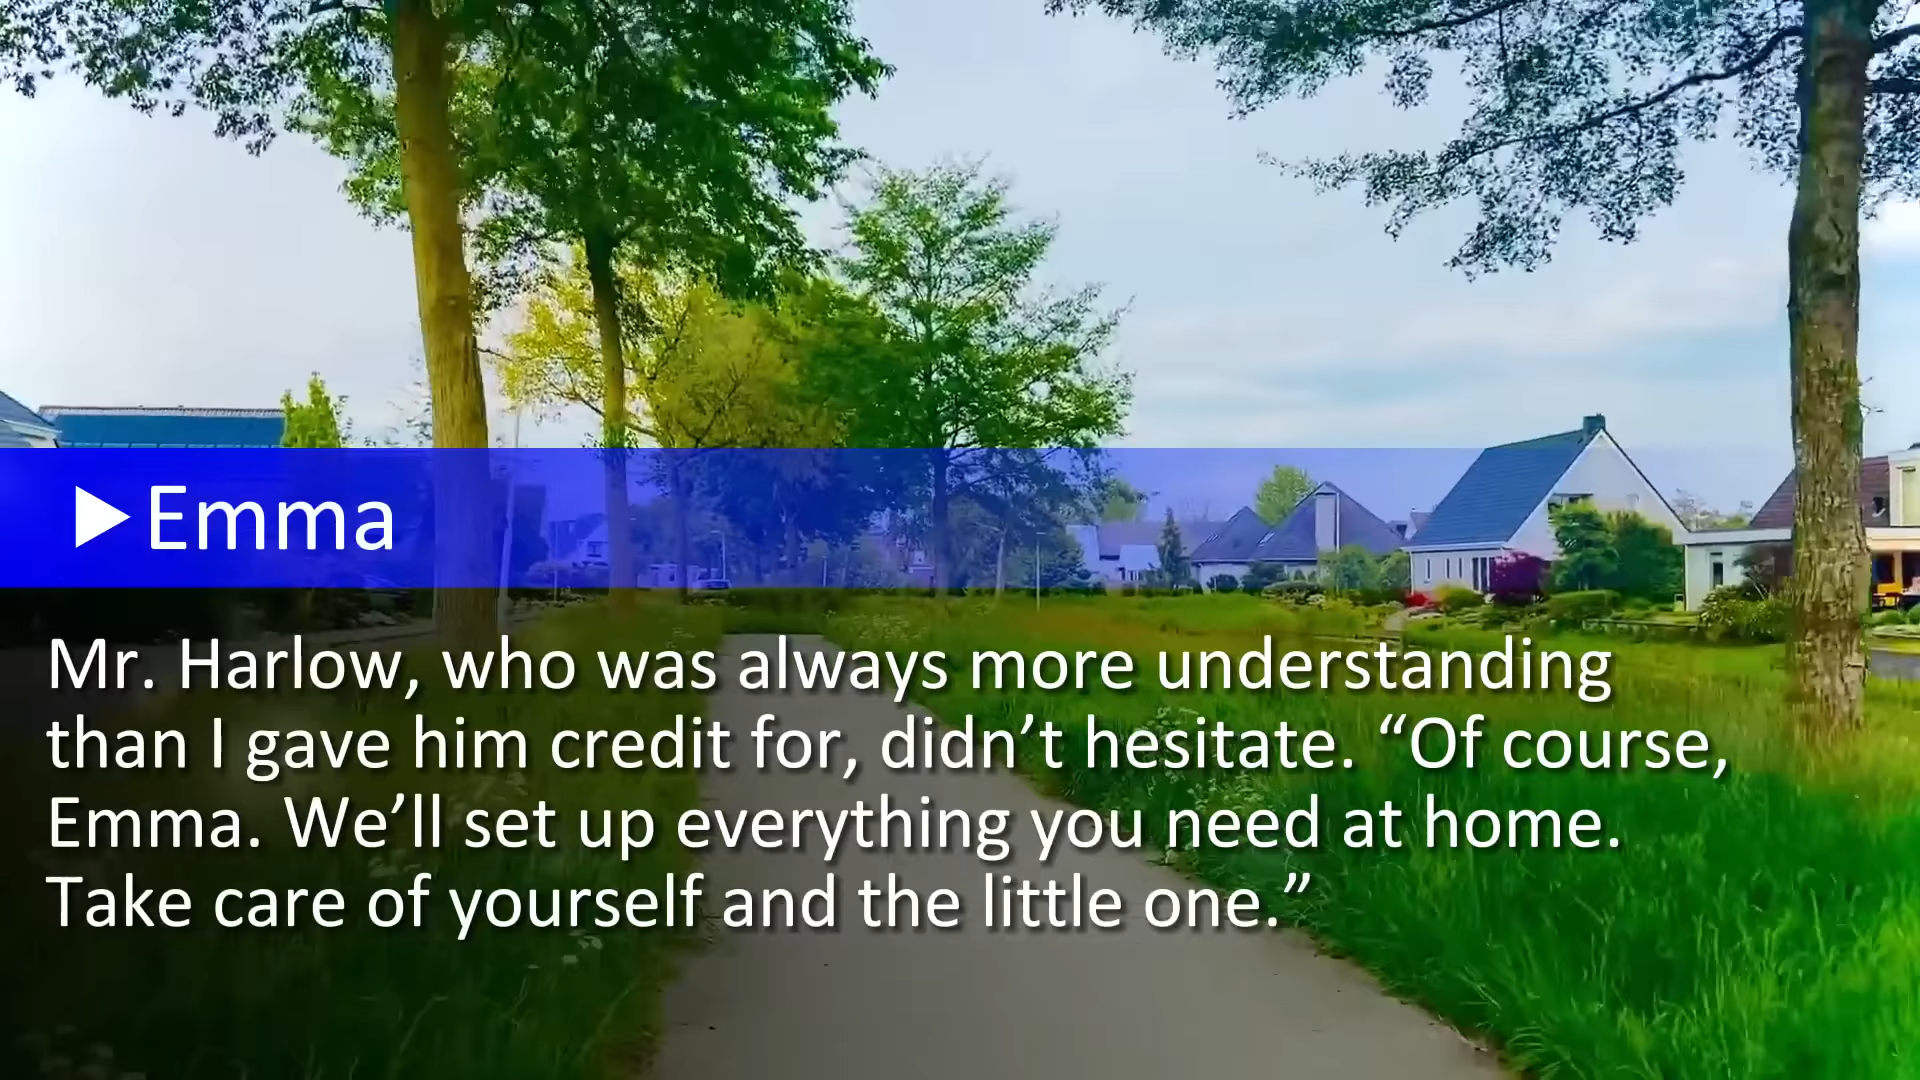 Emma
Mr. Harlow, who was always more understanding
than I gave him credit for, didn’t hesitate. “Of course,
Emma. We’ll set up everything you need at home.
Take care of yourself and the little one.”